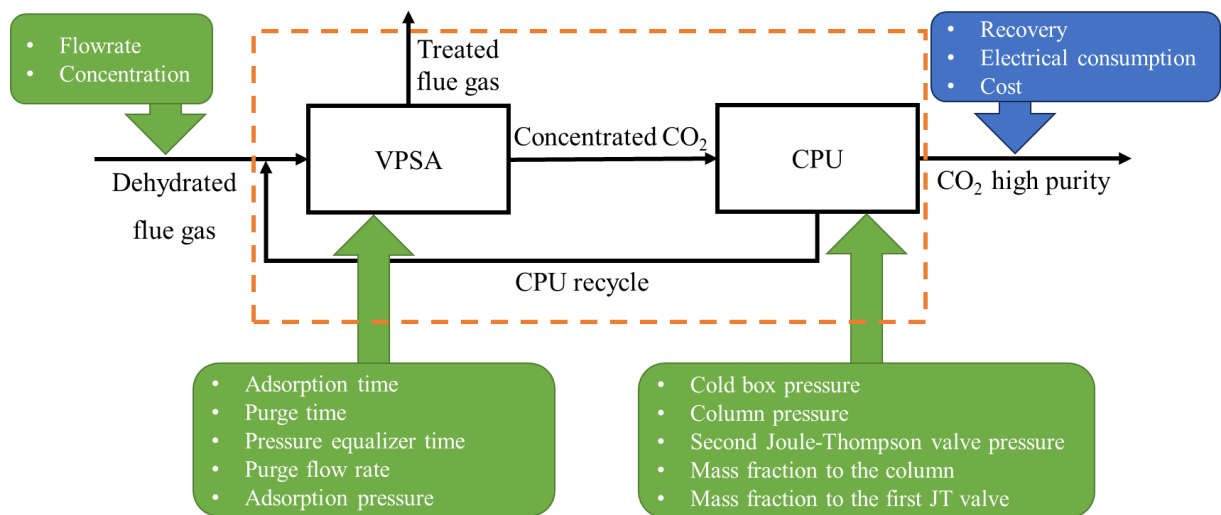 • Flowrate
• Concentration
Treated
flue gas
• Recovery
• Electrical consumption
• Cost
VPSA
Concentrated CO₂
CPU
Dehydrated
flue gas
CO₂ high purity
CPU recycle
• Adsorption time
• Purge time
• Pressure equalizer time
• Purge flow rate
• Adsorption pressure
• Cold box pressure
• Column pressure
• Second Joule-Thompson valve pressure
• Mass fraction to the column
• Mass fraction to the first JT valve